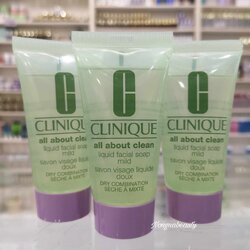 CLINIQUE
all about clean
liquid facial soap
mild
savon visage liquide
doux
DRY COMBINATION
SÈCHE À MIXTE